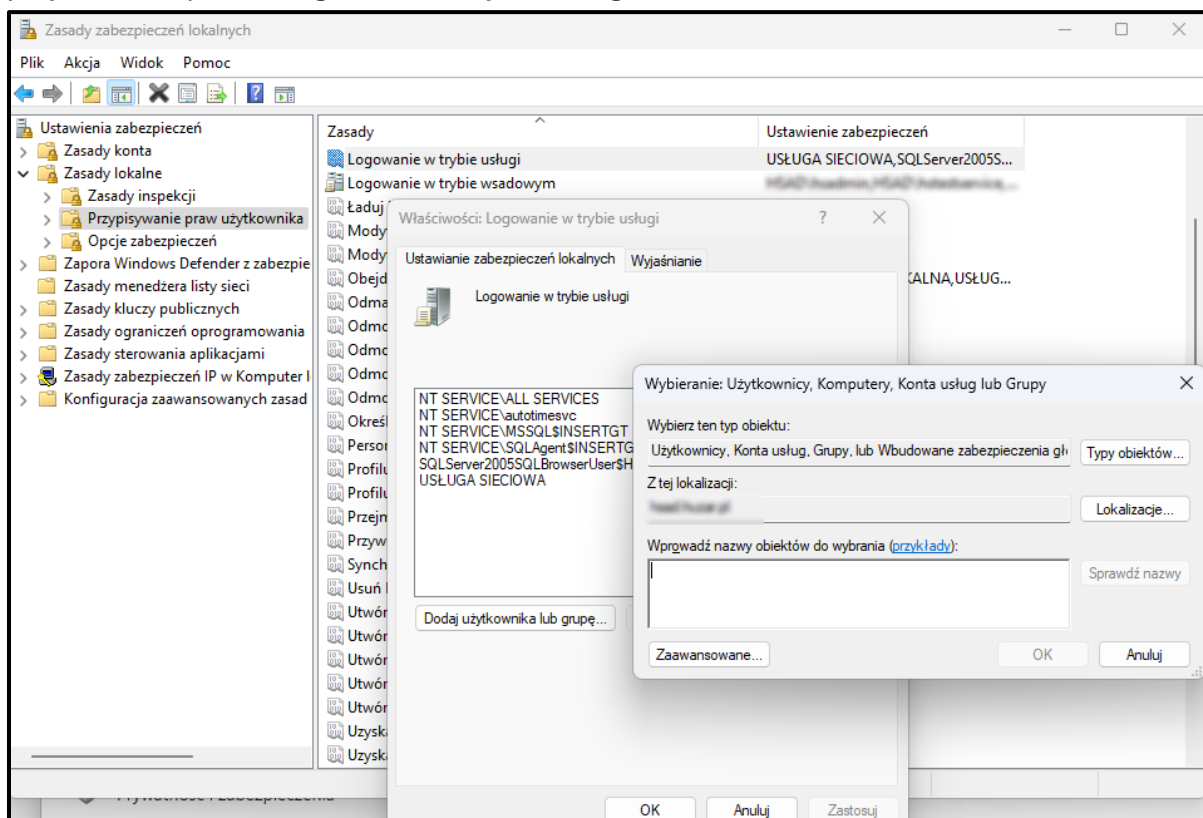 Zasady zabezpieczeń lokalnych
Plik Akcja Widok Pomoc
Ustawienia zabezpieczeń
Zasady konta
Zasady lokalne
Zasady inspekcji
Przypisywanie praw użytkownika
Opcje zabezpieczeń
Zapora Windows Defender z zabezpie
Zasady menedżera listy sieci
Zasady kluczy publicznych
Zasady ograniczeń oprogramowania
Zasady sterowania aplikacjami
Zasady zabezpieczeń IP w Komputer l
Konfiguracja zaawansowanych zasad
Zasady Ustawienie zabezpieczeń
Logowanie w trybie usługi USŁUGA SIECIOWA,SQLServer2005S...
Logowanie w trybie wsadowym
Ładuj
Mody
Mody
Obejd KALNA,USŁUG...
Odma
Odmo
Odmo
Odmo
Odmo
Okreś
Person
Profilu
Profilu
Przejm
Przyw
Synch
Usuń
Utwór
Utwór
Utwór
Utwór
Utwór
Uzyska
Uzyska
Właściwości: Logowanie w trybie usługi ?
Ustawianie zabezpieczeń lokalnych Wyjaśnianie
Logowanie w trybie usługi
NT SERVICE\ALL SERVICES
NT SERVICE\autotimesvc
NT SERVICE\MSSQL$INSERTGT
NT SERVICE\SQLAgent$INSERTG
SQLServer2005SQLBrowserUser$H
USŁUGA SIECIOWA
Dodaj użytkownika lub grupę...
OK Anuluj Zastosuj
Wybieranie: Użytkownicy, Komputery, Konta usług lub Grupy
Wybierz ten typ obiektu:
Użytkownicy, Konta usług, Grupy, lub Wbudowane zabezpieczenia głó Typy obiektów...
Z tej lokalizacji:
Lokalizacje...
Wprowadź nazwy obiektów do wybrania (przykłady):
Sprawdź nazwy
Zaawansowane... OK Anuluj